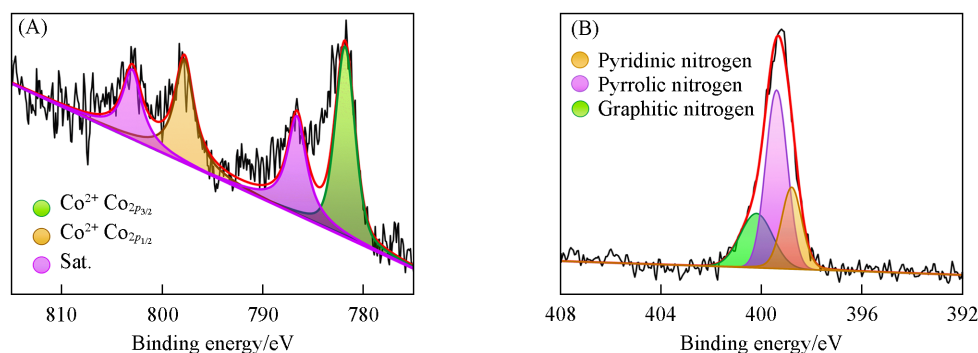 (A)
Co²⁺ Co₂p₃/₂
Co²⁺ Co₂p₁/₂
Sat.
810 800 790 780
Binding energy/eV
(B)
Pyridinic nitrogen
Pyrrolic nitrogen
Graphitic nitrogen
408 404 400 396 392
Binding energy/eV